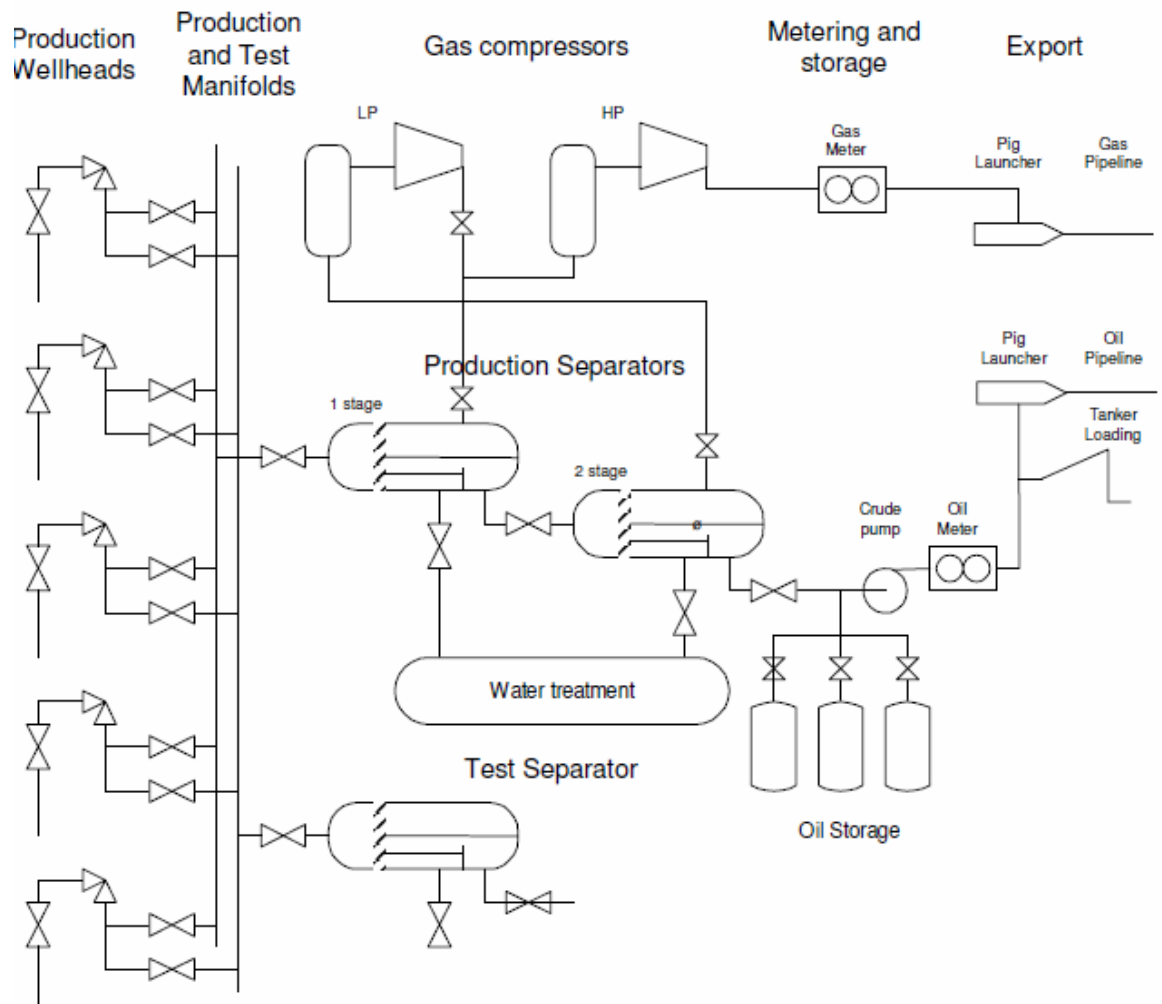 Production
Wellheads
Production
and Test
Manifolds
Gas compressors
Metering and
storage
Export
LP
HP
Gas
Meter
Pig
Launcher
Gas
Pipeline
Production Separators
Pig
Launcher
Oil
Pipeline
Tanker
Loading
1 stage
2 stage
Crude
pump
Oil
Meter
ø
Water treatment
Test Separator
Oil Storage